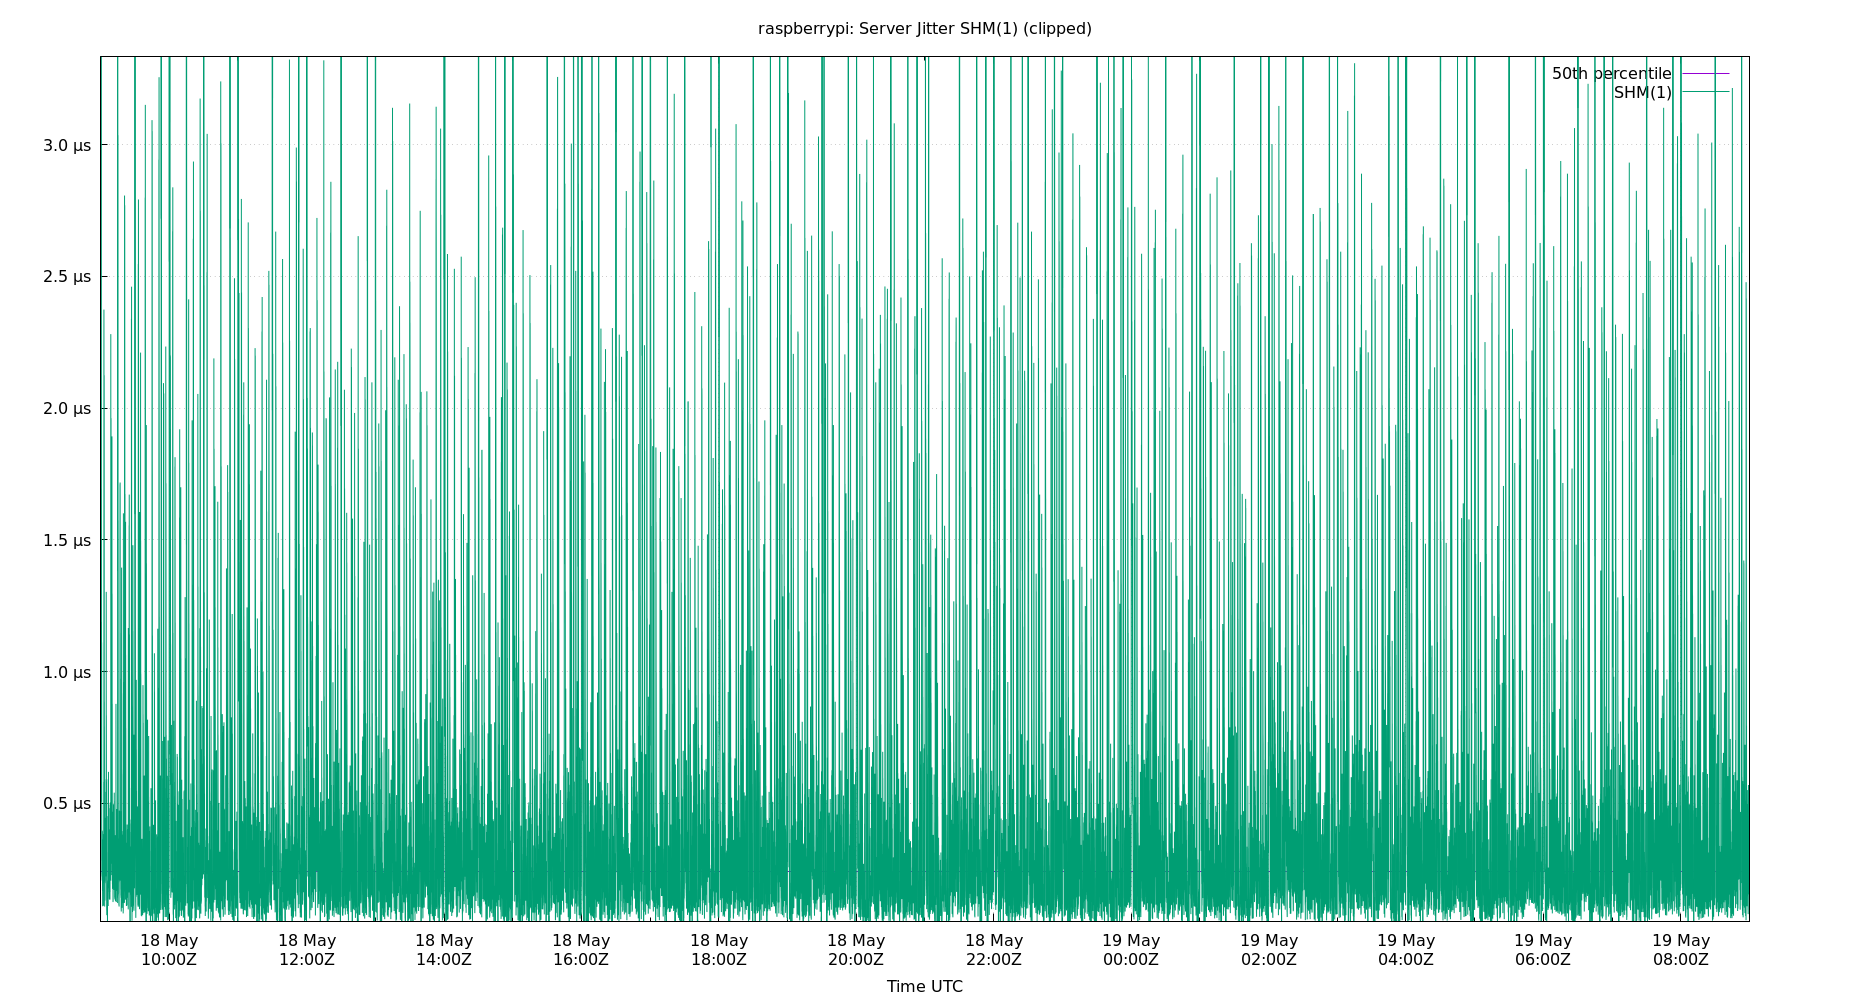 raspberrypi: Server Jitter SHM(1) (clipped)
50th percentile
SHM(1)
3.0 µs
2.5 µs
2.0 µs
1.5 µs
1.0 µs
0.5 µs
18 May 18 May 18 May 18 May 18 May 18 May 18 May 19 May 19 May 19 May 19 May 19 May
10:00Z 12:00Z 14:00Z 16:00Z 18:00Z 20:00Z 22:00Z 00:00Z 02:00Z 04:00Z 06:00Z 08:00Z
Time UTC